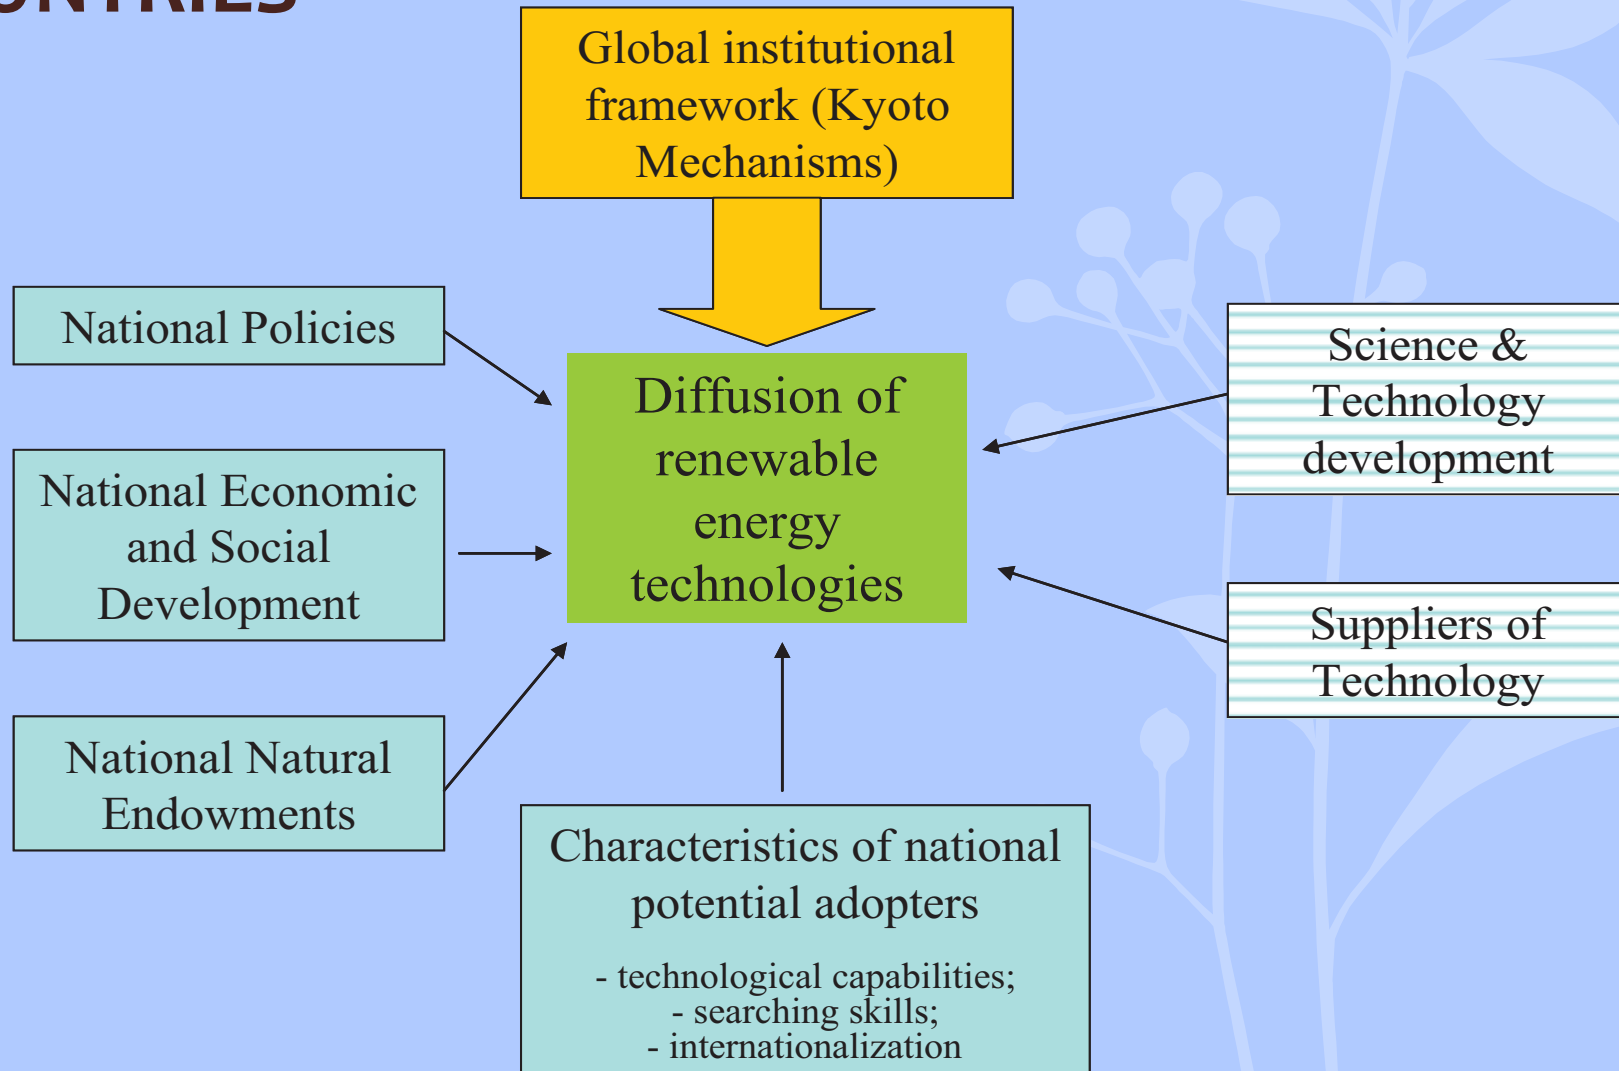 Global institutional
framework (Kyoto
Mechanisms)
National Policies
Diffusion of
renewable
energy
technologies
Science &
Technology
development
National Economic
and Social
Development
Suppliers of
Technology
National Natural
Endowments
Characteristics of national
potential adopters
- technological capabilities;
- searching skills;
- internationalization